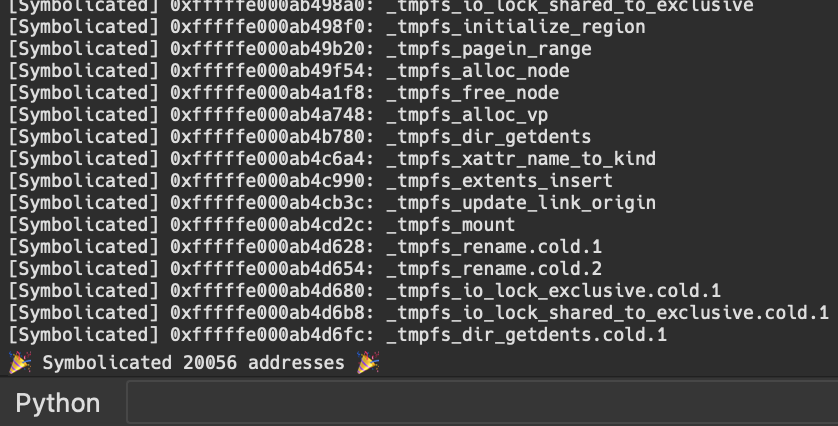 [Symbolicated] 0xfffffe000ab498a0: _tmpfs_io_lock_shared_to_exclusive
[Symbolicated] 0xfffffe000ab498f0: _tmpfs_initialize_region
[Symbolicated] 0xfffffe000ab49b20: _tmpfs_pagein_range
[Symbolicated] 0xfffffe000ab49f54: _tmpfs_alloc_node
[Symbolicated] 0xfffffe000ab4a1f8: _tmpfs_free_node
[Symbolicated] 0xfffffe000ab4a748: _tmpfs_alloc_vp
[Symbolicated] 0xfffffe000ab4b780: _tmpfs_dir_getdents
[Symbolicated] 0xfffffe000ab4c6a4: _tmpfs_xattr_name_to_kind
[Symbolicated] 0xfffffe000ab4c990: _tmpfs_extents_insert
[Symbolicated] 0xfffffe000ab4cb3c: _tmpfs_update_link_origin
[Symbolicated] 0xfffffe000ab4cd2c: _tmpfs_mount
[Symbolicated] 0xfffffe000ab4d628: _tmpfs_rename.cold.1
[Symbolicated] 0xfffffe000ab4d654: _tmpfs_rename.cold.2
[Symbolicated] 0xfffffe000ab4d680: _tmpfs_io_lock_exclusive.cold.1
[Symbolicated] 0xfffffe000ab4d6b8: _tmpfs_io_lock_shared_to_exclusive.cold.1
[Symbolicated] 0xfffffe000ab4d6fc: _tmpfs_dir_getdents.cold.1
🎉 Symbolicated 20056 addresses 🎉
Python